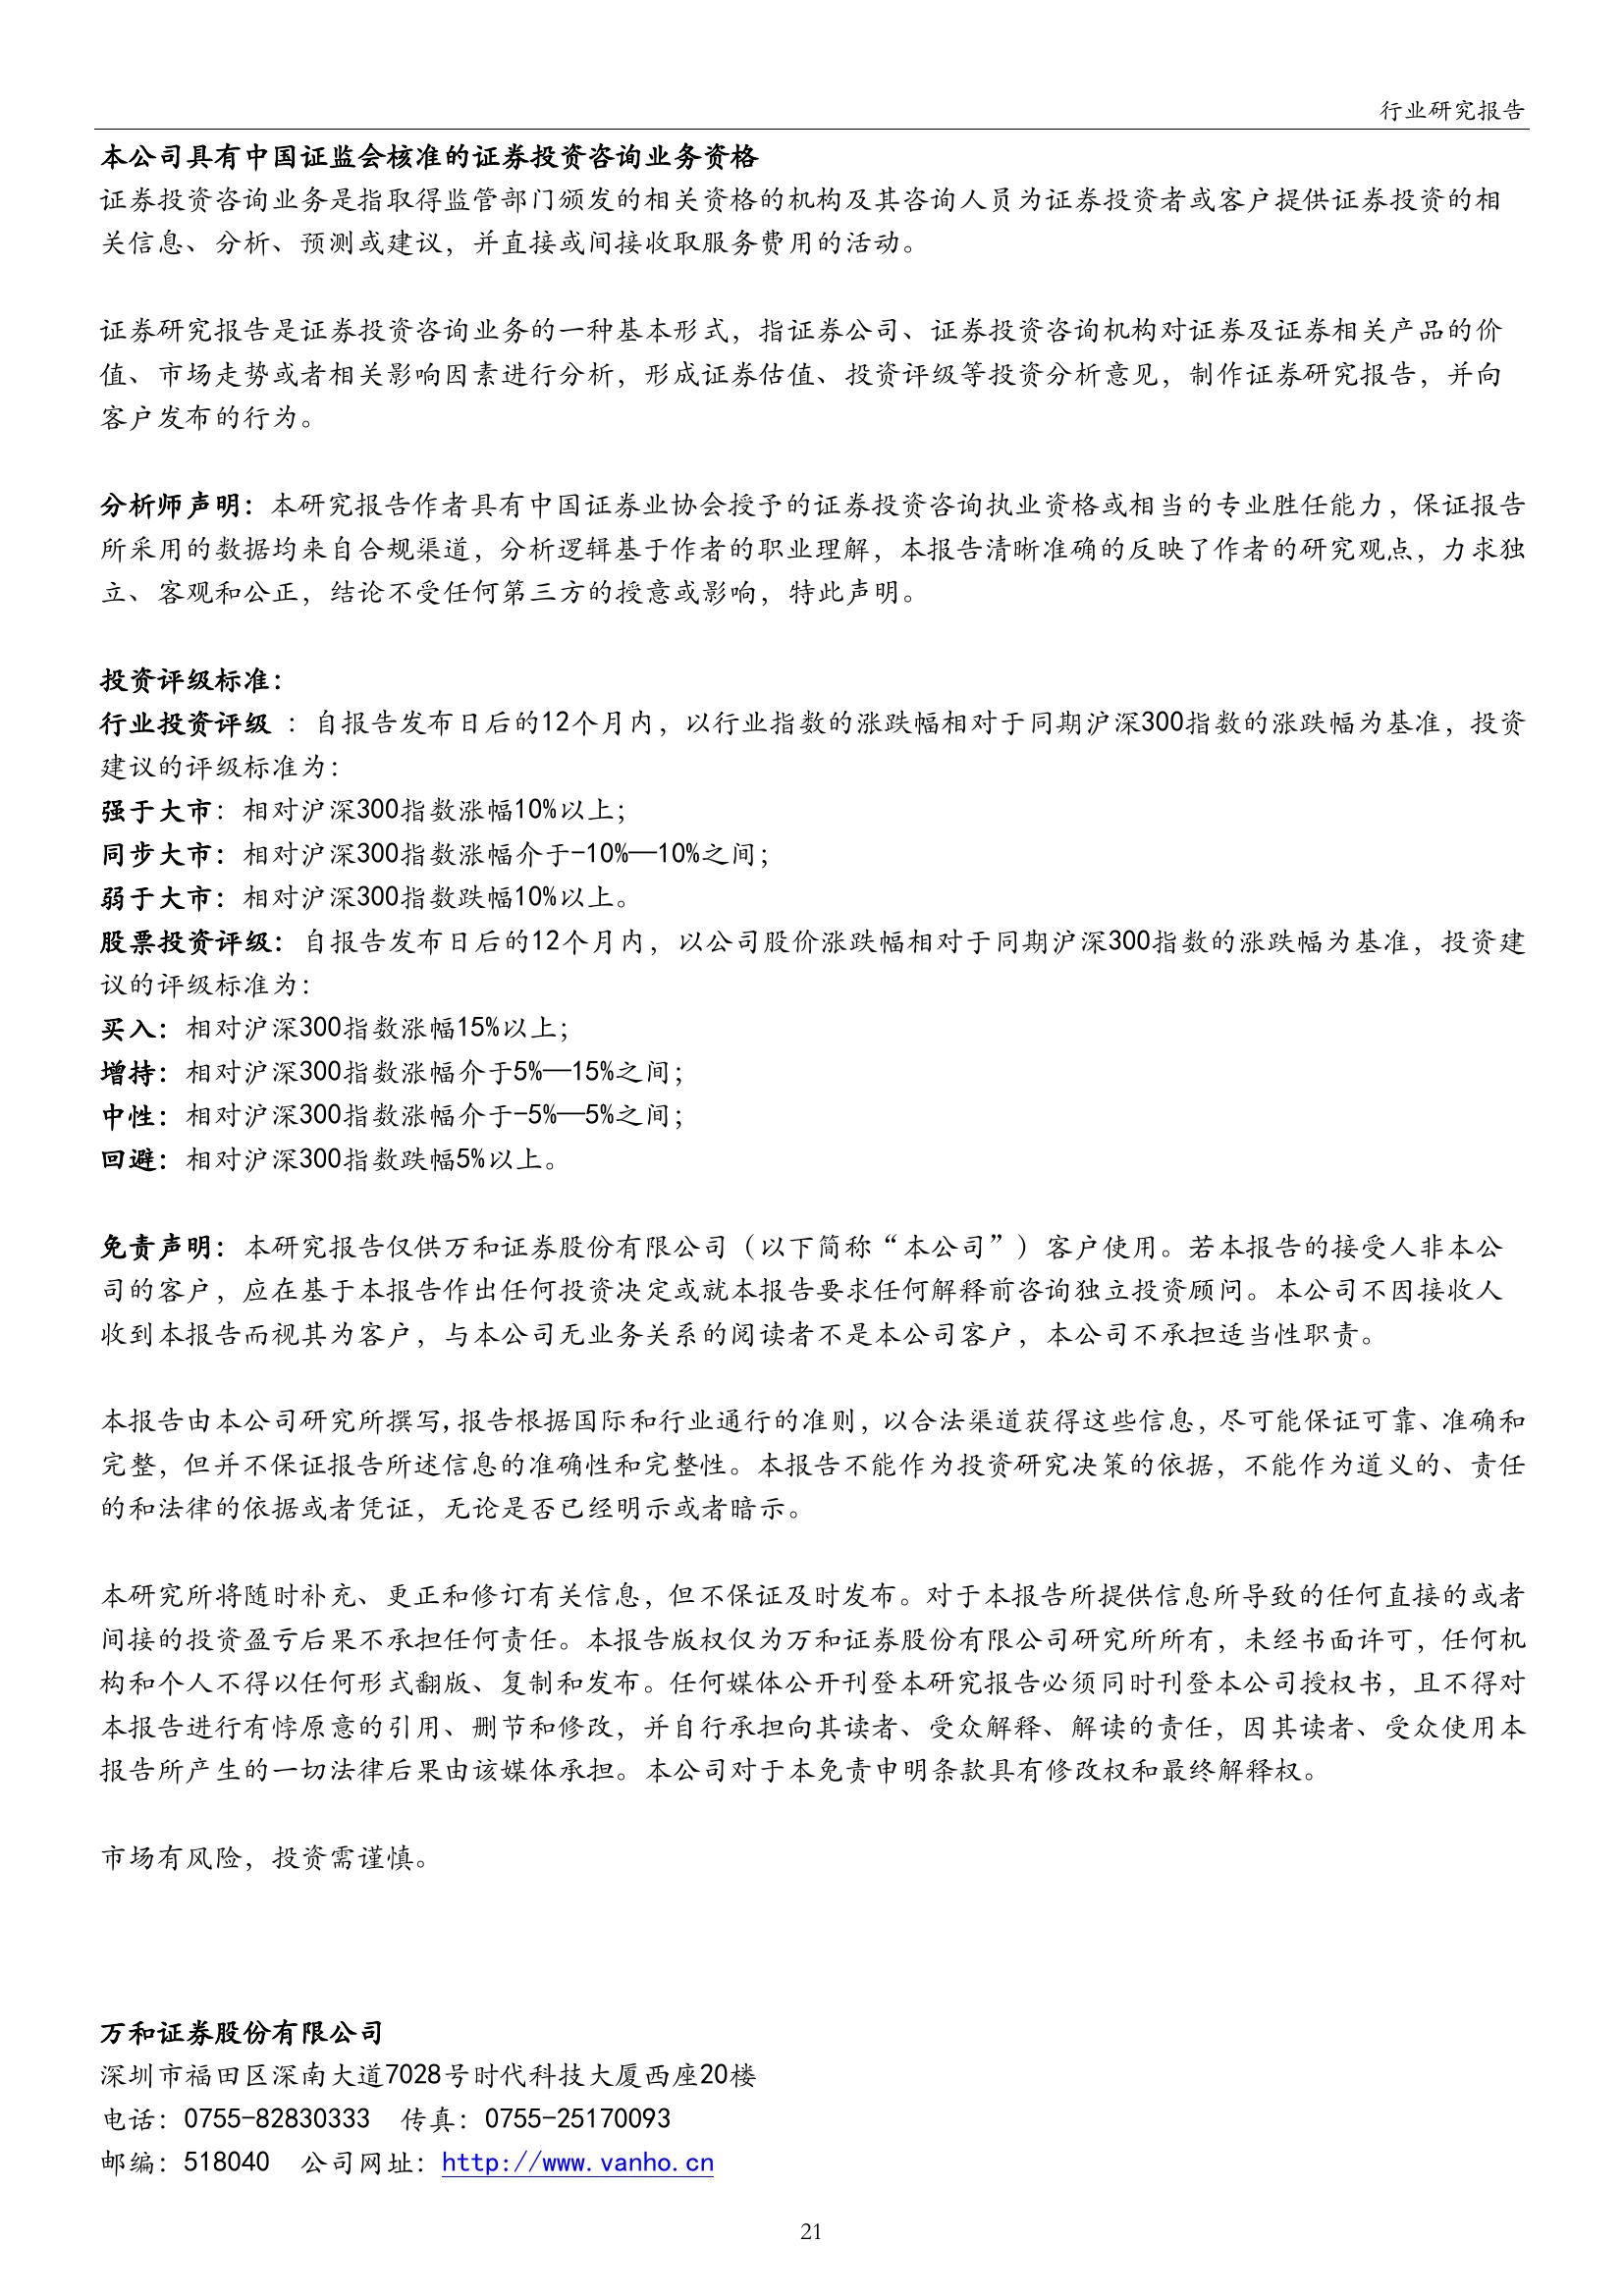 行业研究报告
本公司具有中国证监会核准的证券投资咨询业务资格
证券投资咨询业务是指取得监管部门颁发的相关资格的机构及其咨询人员为证券投资者或客户提供证券投资的相
关信息、分析、预测或建议，并直接或间接收取服务费用的活动。
证券研究报告是证券投资咨询业务的一种基本形式，指证券公司、证券投资咨询机构对证券及证券相关产品的价
值、市场走势或者相关影响因素进行分析，形成证券估值、投资评级等投资分析意见，制作证券研究报告，并向
客户发布的行为。
分析师声明：本研究报告作者具有中国证券业协会授予的证券投资咨询执业资格或相当的专业胜任能力，保证报告
所采用的数据均来自合规渠道，分析逻辑基于作者的职业理解，本报告清晰准确的反映了作者的研究观点，力求独
立、客观和公正，结论不受任何第三方的授意或影响，特此声明。
投资评级标准：
行业投资评级 ：自报告发布日后的12个月内，以行业指数的涨跌幅相对于同期沪深300指数的涨跌幅为基准，投资
建议的评级标准为：
强于大市：相对沪深300指数涨幅10%以上；
同步大市：相对沪深300指数涨幅介于-10%—10%之间；
弱于大市：相对沪深300指数跌幅10%以上。
股票投资评级：自报告发布日后的12个月内，以公司股价涨跌幅相对于同期沪深300指数的涨跌幅为基准，投资建
议的评级标准为：
买入：相对沪深300指数涨幅15%以上；
增持：相对沪深300指数涨幅介于5%—15%之间；
中性：相对沪深300指数涨幅介于-5%—5%之间；
回避：相对沪深300指数跌幅5%以上。
免责声明：本研究报告仅供万和证券股份有限公司（以下简称“本公司”）客户使用。若本报告的接受人非本公
司的客户，应在基于本报告作出任何投资决定或就本报告要求任何解释前咨询独立投资顾问。本公司不因接收人
收到本报告而视其为客户，与本公司无业务关系的阅读者不是本公司客户，本公司不承担适当性职责。
本报告由本公司研究所撰写，报告根据国际和行业通行的准则，以合法渠道获得这些信息，尽可能保证可靠、准确和
完整，但并不保证报告所述信息的准确性和完整性。本报告不能作为投资研究决策的依据，不能作为道义的、责任
的和法律的依据或者凭证，无论是否已经明示或者暗示。
本研究所将随时补充、更正和修订有关信息，但不保证及时发布。对于本报告所提供信息所导致的任何直接的或者
间接的投资盈亏后果不承担任何责任。本报告版权仅为万和证券股份有限公司研究所所有，未经书面许可，任何机
构和个人不得以任何形式翻版、复制和发布。任何媒体公开刊登本研究报告必须同时刊登本公司授权书，且不得对
本报告进行有悖原意的引用、删节和修改，并自行承担向其读者、受众解释、解读的责任，因其读者、受众使用本
报告所产生的一切法律后果由该媒体承担。本公司对于本免责申明条款具有修改权和最终解释权。
市场有风险，投资需谨慎。
万和证券股份有限公司
深圳市福田区深南大道7028号时代科技大厦西座20楼
电话：0755-82830333 传真：0755-25170093
邮编：518040 公司网址：http://www.vanho.cn
21